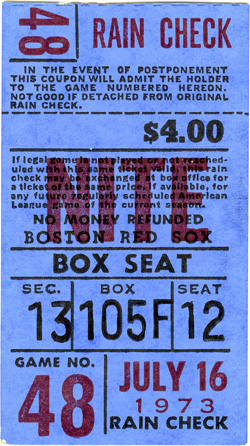 48 RAIN CHECK
IN THE EVENT OF POSTPONEMENT
THIS COUPON WILL ADMIT THE HOLDER
TO THE GAME NUMBERED HEREON.
NOT GOOD IF DETACHED FROM ORIGINAL
RAIN CHECK.
$4.00
If legal game is not played or not resched-
uled with this same ticket valid, this rain
check may be exchanged at box office for
a ticket of the same price, if available, for
any future regularly scheduled American
League game of the current season.
NITE
NO MONEY REFUNDED
BOSTON RED SOX
BOX SEAT
SEC. BOX SEAT
13 105F 12
GAME NO. JULY 16
48 1973
RAIN CHECK